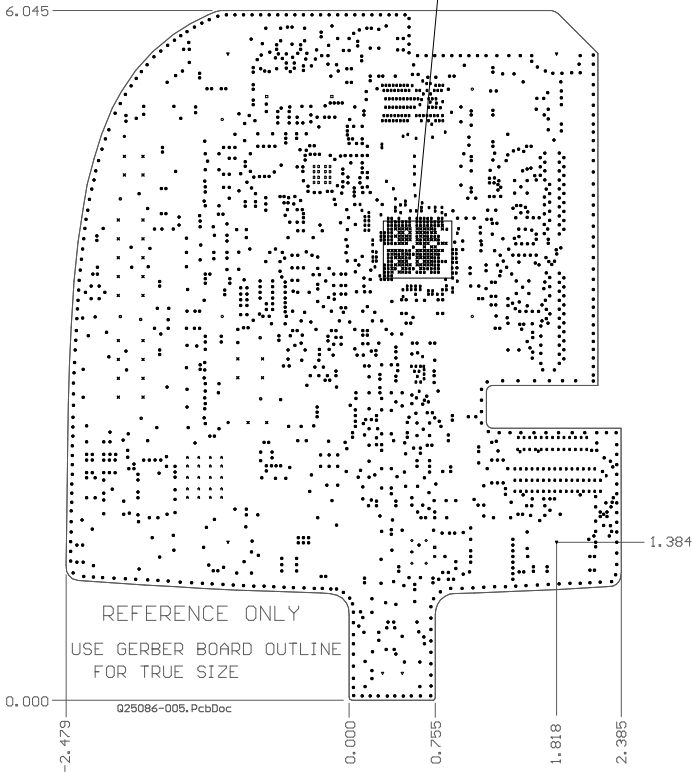 6.045
1.384
REFERENCE ONLY
USE GERBER BOARD OUTLINE
FOR TRUE SIZE
0.000
Q25086-005.PcbDoc
-2.479
0.000
0.755
1.818
2.385